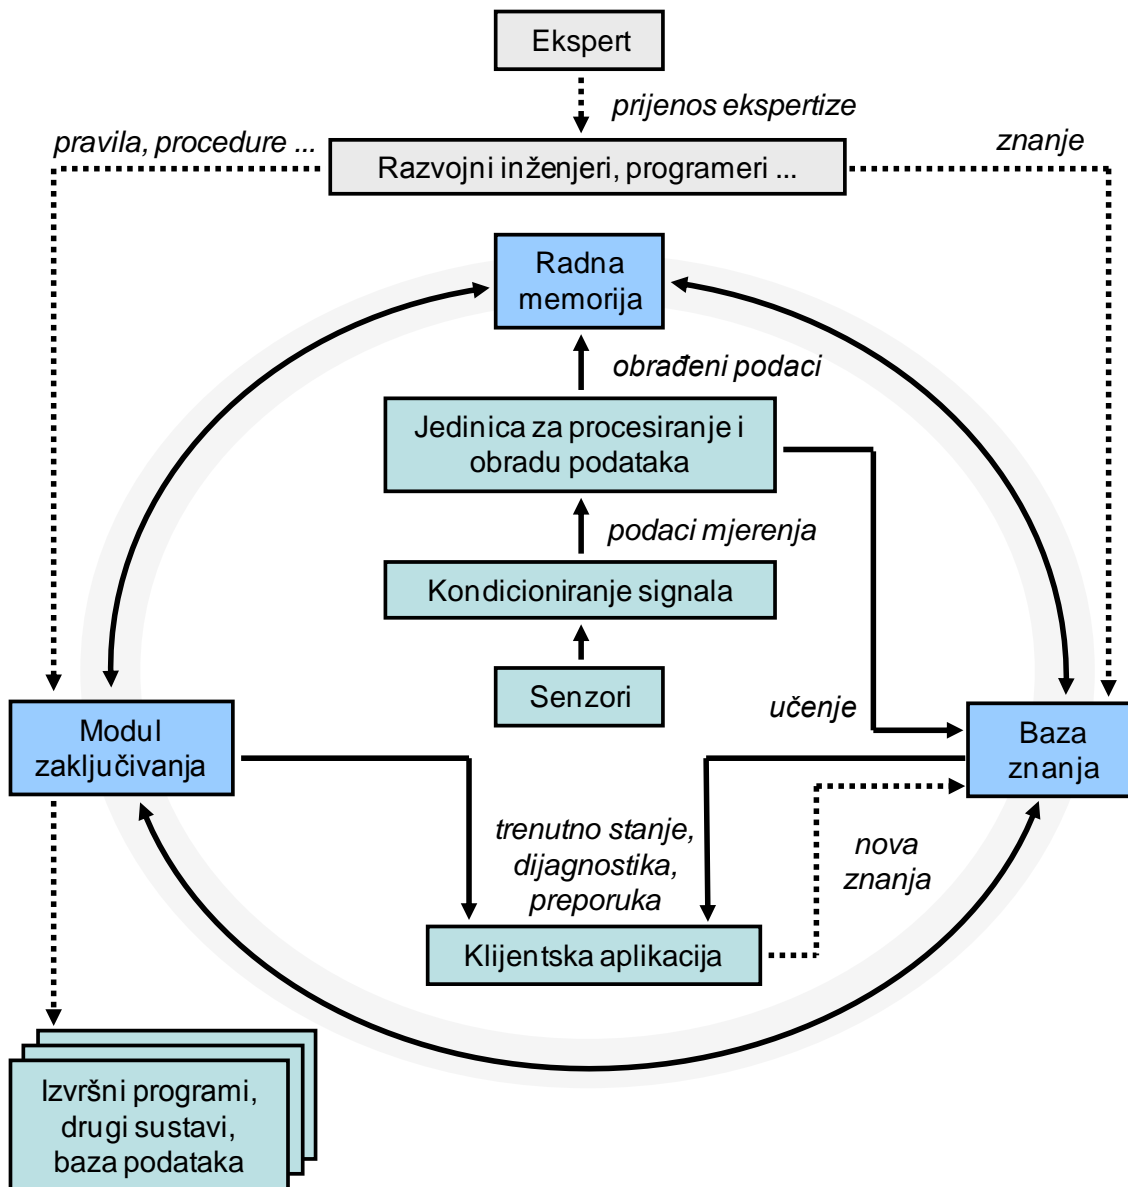 Ekspert
prijenos ekspertize
pravila, procedure ...
znanje
Razvojni inženjeri, programeri ...
Radna
memorija
obrađeni podaci
Jedinica za procesiranje i
obradu podataka
podaci mjerenja
Kondicioniranje signala
Senzori
učenje
Modul
zaključivanja
Baza
znanja
trenutno stanje,
dijagnostika,
preporuka
nova
znanja
Klijentska aplikacija
Izvršni programi,
drugi sustavi,
baza podataka